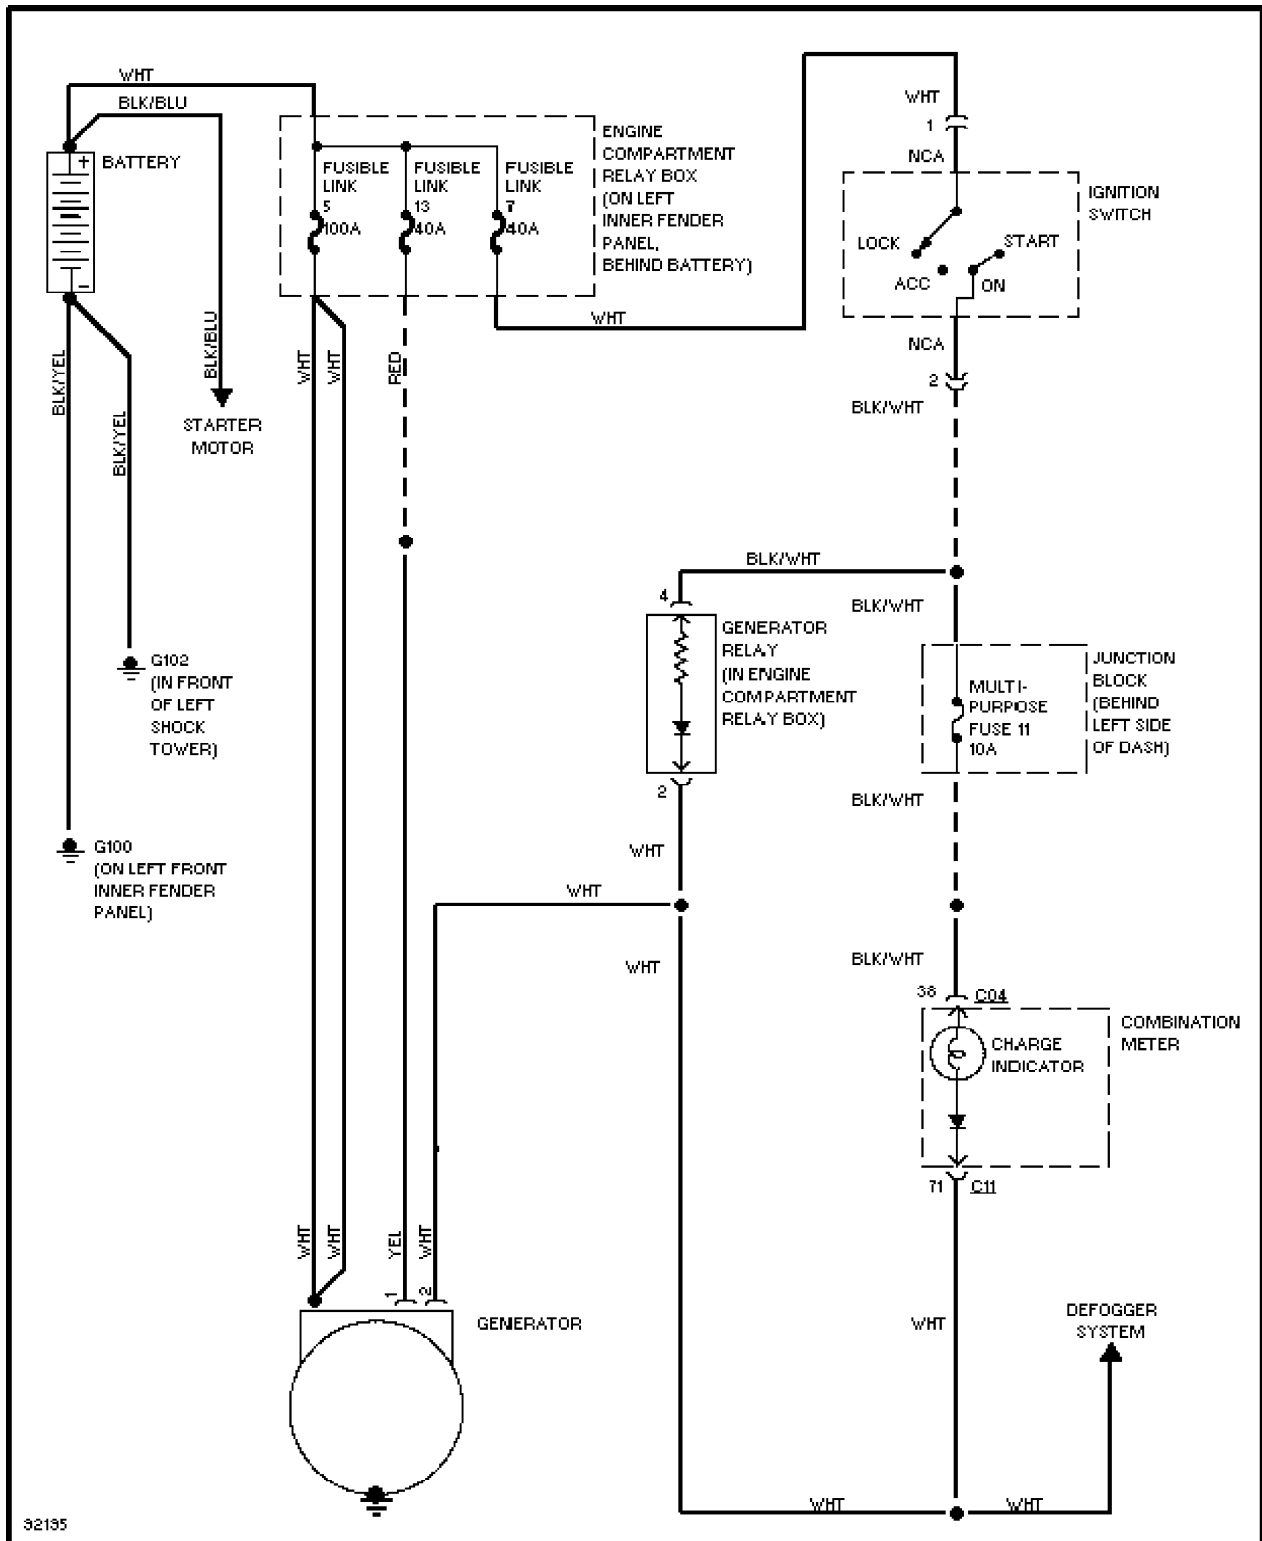 WHT
BLK/BLU
+ BATTERY
-
ENGINE
COMPARTMENT
RELAY BOX
(ON LEFT
INNER FENDER
PANEL,
BEHIND BATTERY)
FUSIBLE
LINK
5
100A
FUSIBLE
LINK
13
40A
FUSIBLE
LINK
7
40A
WHT
WHT
1
NCA
IGNITION
SWITCH
LOCK
START
ACC
ON
NCA
2
BLK/WHT
BLK/YEL
BLK/YEL
BLK/BLU
STARTER
MOTOR
WHT
WHT
RED
G102
(IN FRONT
OF LEFT
SHOCK
TOWER)
G100
(ON LEFT FRONT
INNER FENDER
PANEL)
BLK/WHT
4
GENERATOR
RELAY
(IN ENGINE
COMPARTMENT
RELAY BOX)
2
WHT
WHT
WHT
BLK/WHT
JUNCTION
BLOCK
(BEHIND
LEFT SIDE
OF DASH)
MULTI-
PURPOSE
FUSE 11
10A
BLK/WHT
BLK/WHT
38 C04
COMBINATION
METER
CHARGE
INDICATOR
71 C11
WHT
WHT
WHT
YEL
WHT
1
2
GENERATOR
DEFOGGER
SYSTEM
WHT
WHT
92195